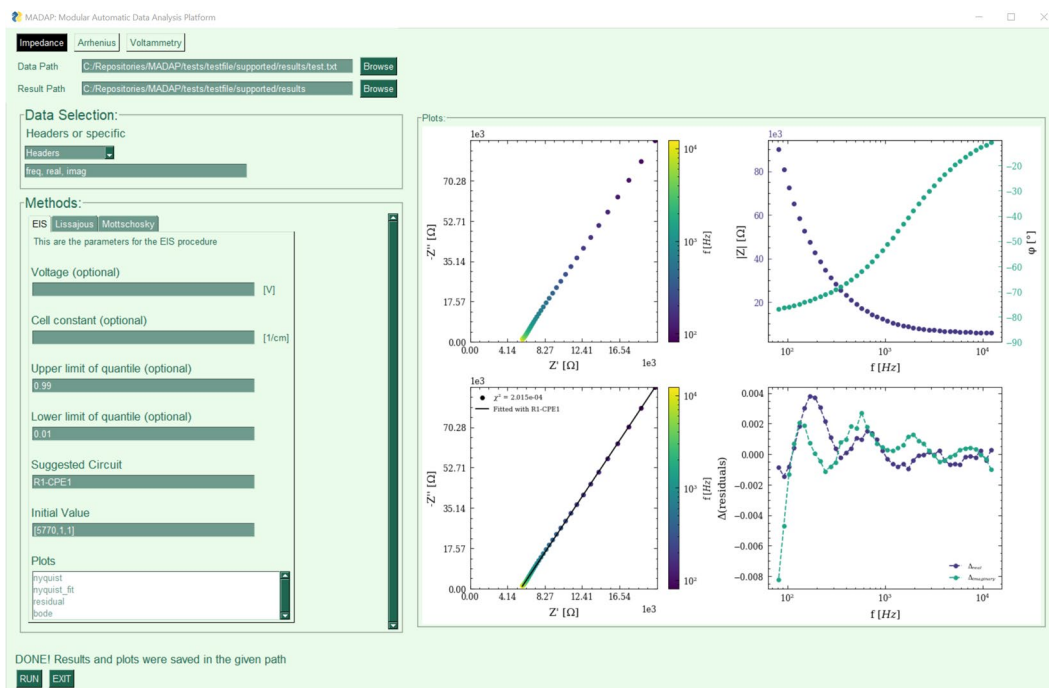 MADAP: Modular Automatic Data Analysis Platform
Impedance Arrhenius Voltammetry
Data Path C:/Repositories/MADAP/tests/testfile/supported/results/test.txt Browse
Result Path C:/Repositories/MADAP/tests/testfile/supported/results Browse
Data Selection:
Headers or specific
Headers
freq, real, imag
Methods:
EIS Lissajous Mottschosky
This are the parameters for the EIS procedure
Voltage (optional)
[V]
Cell constant (optional)
[1/cm]
Upper limit of quantile (optional)
0.99
Lower limit of quantile (optional)
0.01
Suggested Circuit
R1-CPE1
Initial Value
[5770,1,1]
Plots
nyquist
nyquist_fit
residual
bode
Plots:
1e3
70.28
52.71
35.14
17.57
0.00
-Z'' [Ω]
0.00 4.14 8.27 12.41 16.54
1e3
Z' [Ω]
10⁴
10³
10²
f [Hz]
1e3
80
60
40
20
|Z| [Ω]
10² 10³ 10⁴
f [Hz]
−20
−30
−40
−50
−60
−70
−80
−90
φ [°]
1e3
χ² = 2.015e-04
Fitted with R1-CPE1
70.28
52.71
35.14
17.57
0.00
-Z'' [Ω]
0.00 4.14 8.27 12.41 16.54
1e3
Z' [Ω]
10⁴
10³
10²
f [Hz]
0.004
0.002
0.000
−0.002
−0.004
−0.006
−0.008
Δ(residuals)
Δreal
Δimaginary
10² 10³ 10⁴
f [Hz]
DONE! Results and plots were saved in the given path
RUN EXIT